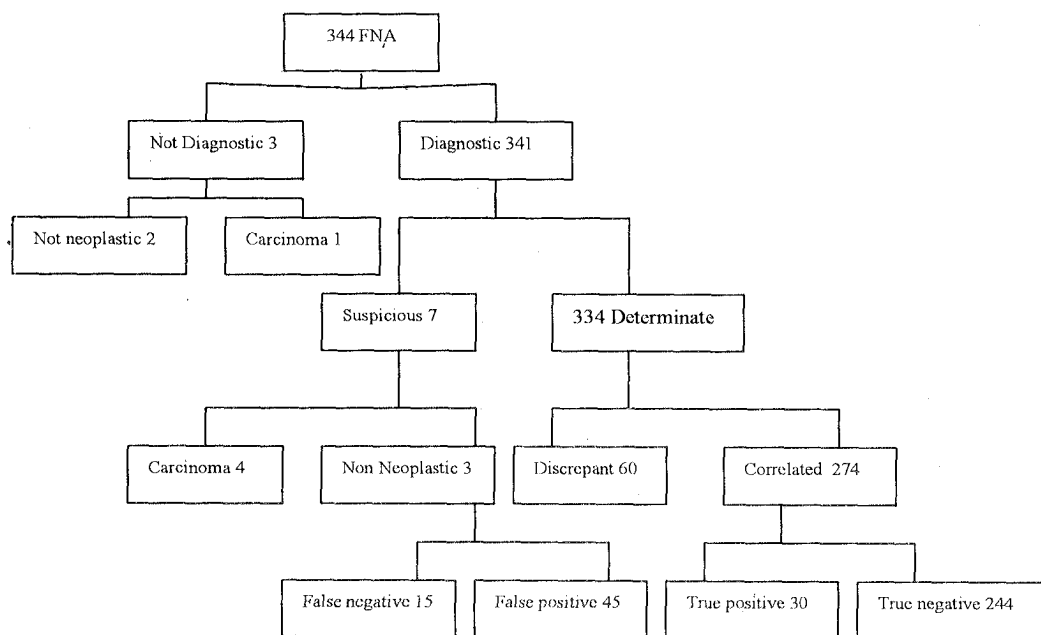 344 FNA
Not Diagnostic 3
Diagnostic 341
Not neoplastic 2
Carcinoma 1
Suspicious 7
334 Determinate
Carcinoma 4
Non Neoplastic 3
Discrepant 60
Correlated 274
False negative 15
False positive 45
True positive 30
True negative 244